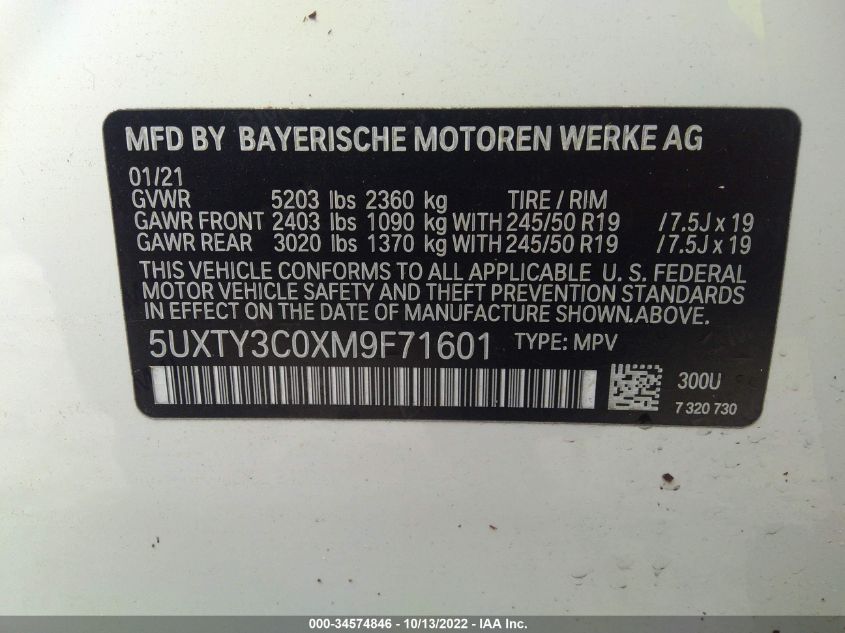 MFD BY BAYERISCHE MOTOREN WERKE AG
01/21
GVWR 5203 lbs 2360 kg TIRE / RIM
GAWR FRONT 2403 lbs 1090 kg WITH 245/50 R19 / 7.5J x 19
GAWR REAR 3020 lbs 1370 kg WITH 245/50 R19 / 7.5J x 19
THIS VEHICLE CONFORMS TO ALL APPLICABLE U. S. FEDERAL
MOTOR VEHICLE SAFETY AND THEFT PREVENTION STANDARDS
IN EFFECT ON THE DATE OF MANUFACTURE SHOWN ABOVE.
5UXTY3C0XM9F71601 TYPE: MPV
300U
7 320 730
000-34574846 - 10/13/2022 - IAA Inc.